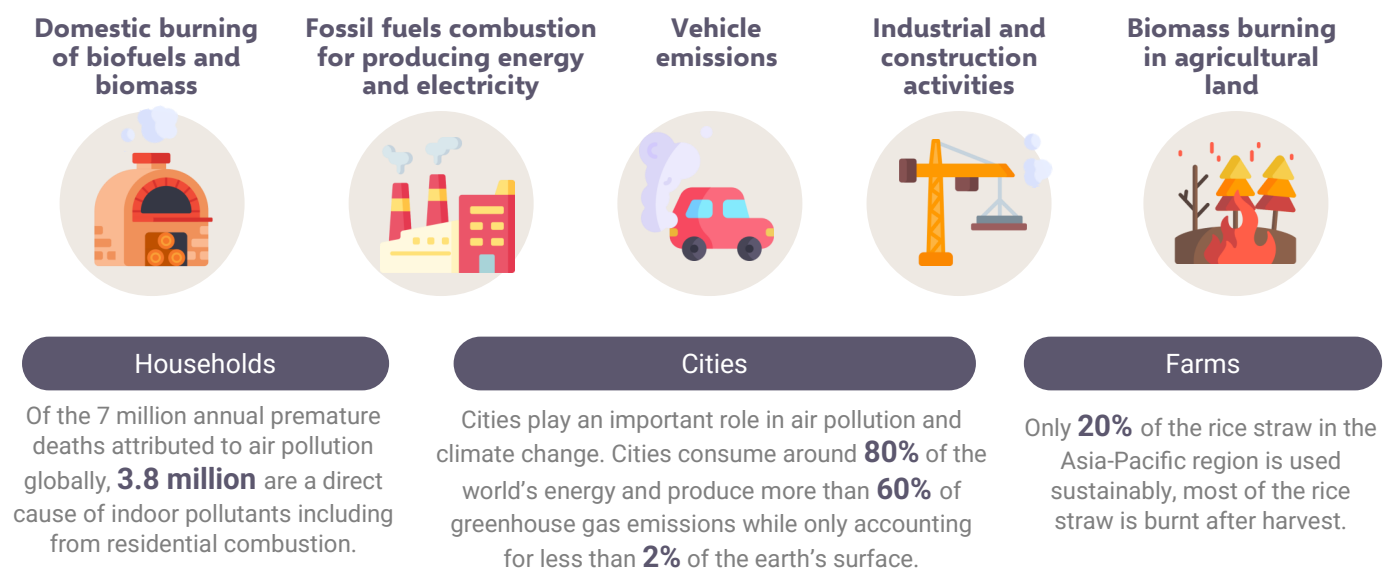 Domestic burning
of biofuels and
biomass
Fossil fuels combustion
for producing energy
and electricity
Vehicle
emissions
Industrial and
construction
activities
Biomass burning
in agricultural
land
Households
Of the 7 million annual premature
deaths attributed to air pollution
globally, 3.8 million are a direct
cause of indoor pollutants including
from residential combustion.
Cities
Cities play an important role in air pollution and
climate change. Cities consume around 80% of the
world's energy and produce more than 60% of
greenhouse gas emissions while only accounting
for less than 2% of the earth's surface.
Farms
Only 20% of the rice straw in the
Asia-Pacific region is used
sustainably, most of the rice
straw is burnt after harvest.